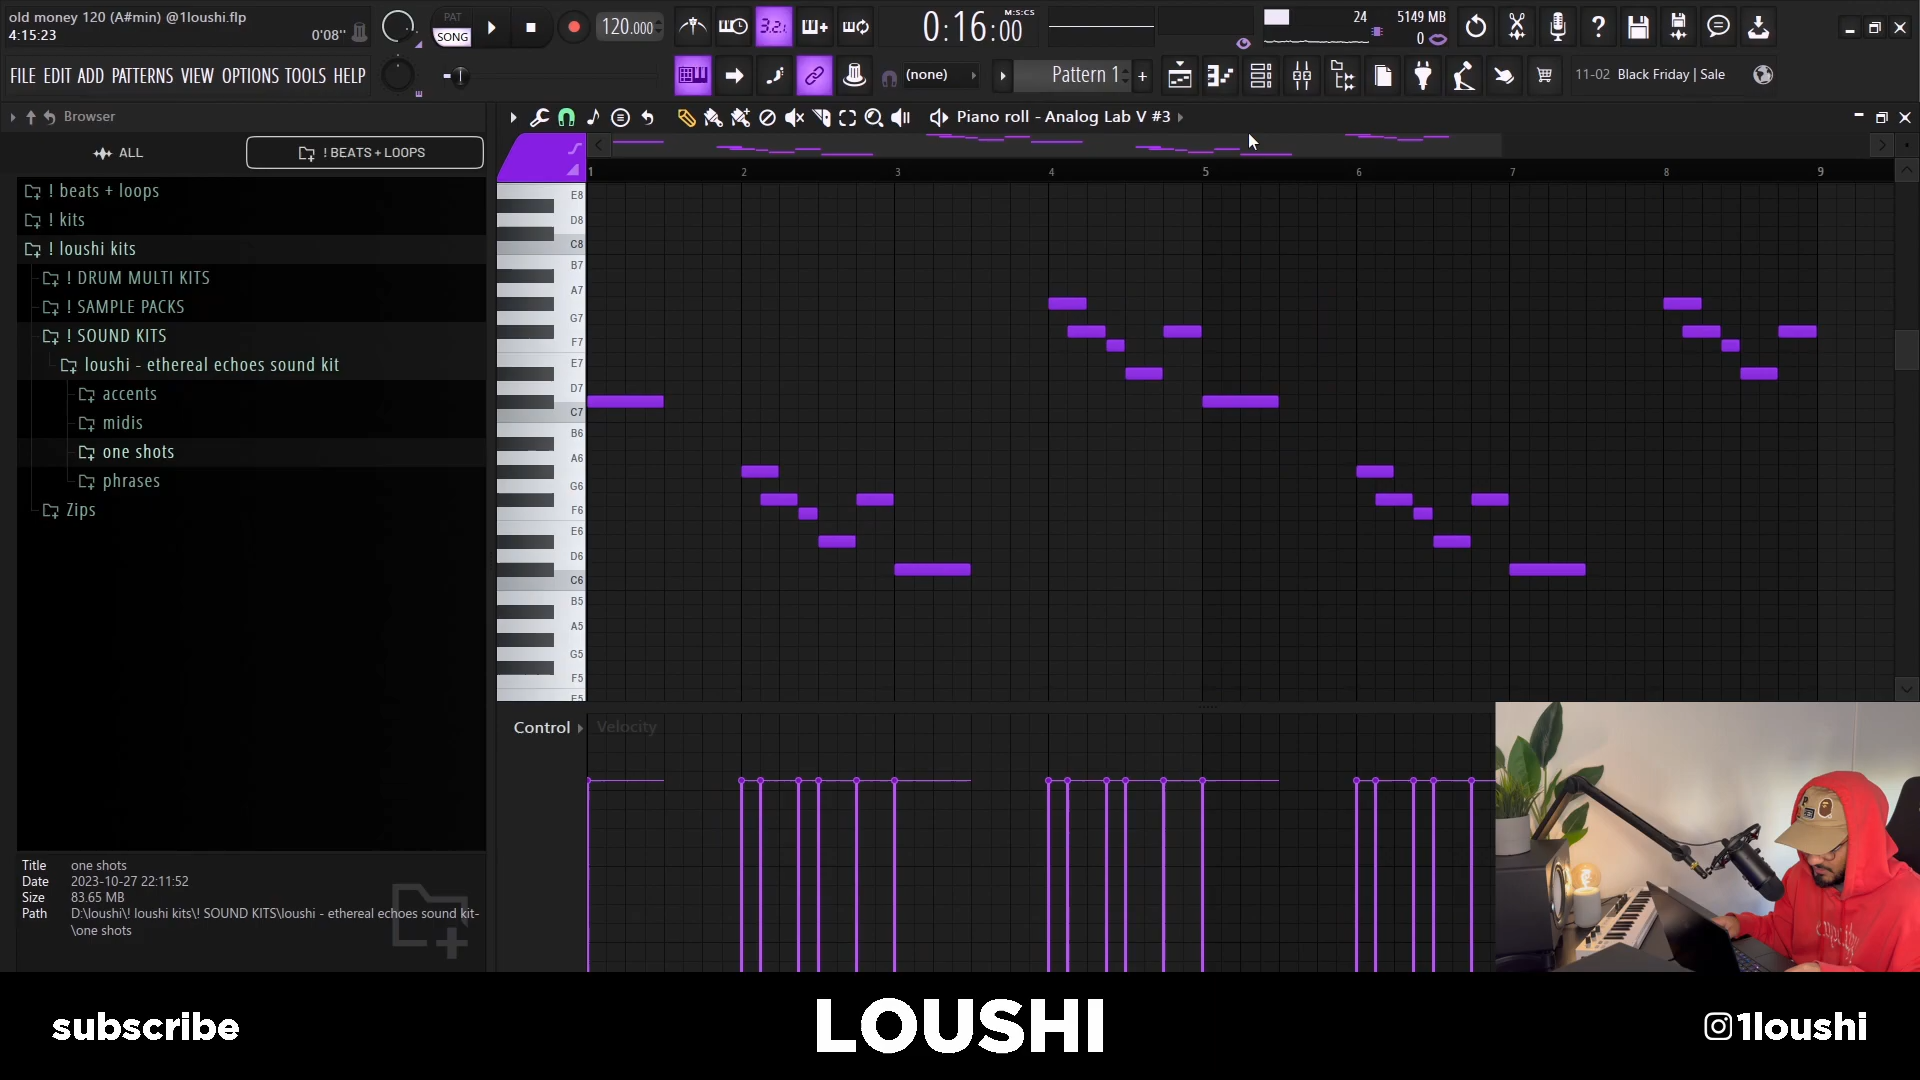 old money 120 (A#min) @1loushi.flp
4:15:23
0'08''
PAT
SONG
120.000
3.2.
0:16:00
M:S:CS
24
5149 MB
0
FILE EDIT ADD PATTERNS VIEW OPTIONS TOOLS HELP
(none)
Pattern 1
11-02 Black Friday | Sale
Browser
Piano roll - Analog Lab V #3
ALL
! BEATS + LOOPS
! beats + loops
! kits
! loushi kits
! DRUM MULTI KITS
! SAMPLE PACKS
! SOUND KITS
loushi - ethereal echoes sound kit
accents
midis
one shots
phrases
Zips
1 2 3 4 5 6 7 8 9
E8
D8
C8
B7
A7
G7
F7
E7
D7
C7
B6
A6
G6
F6
E6
D6
C6
B5
A5
G5
F5
E5
Control
Velocity
Title one shots
Date 2023-10-27 22:11:52
Size 83.65 MB
Path D:\loushi\! loushi kits\! SOUND KITS\loushi - ethereal echoes sound kit-
\one shots
subscribe
LOUSHI
1loushi